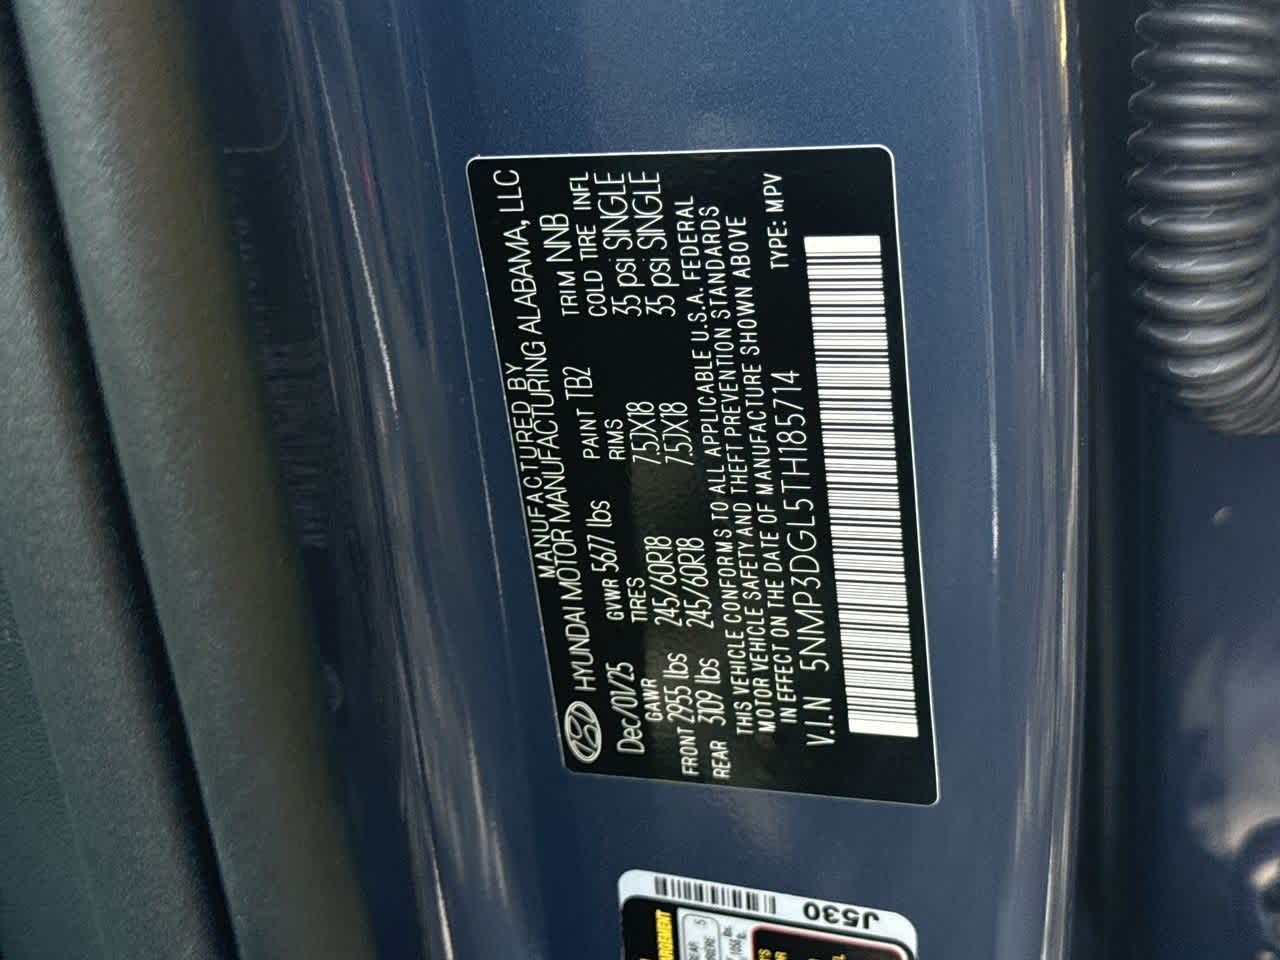 MANUFACTURED BY
HYUNDAI MOTOR MANUFACTURING ALABAMA, LLC
Dec/01/25 GVWR 5677 lbs PAINT TB2 TRIM NNB
GAWR TIRES RIMS COLD TIRE INFL
FRONT 2955 lbs 245/60R18 7.5JX18 35 psi SINGLE
REAR 3109 lbs 245/60R18 7.5JX18 35 psi SINGLE
THIS VEHICLE CONFORMS TO ALL APPLICABLE U.S.A. FEDERAL
MOTOR VEHICLE SAFETY AND THEFT PREVENTION STANDARDS
IN EFFECT ON THE DATE OF MANUFACTURE SHOWN ABOVE
V.I.N 5NMP3DGL5TH185714 TYPE: MPV
J530